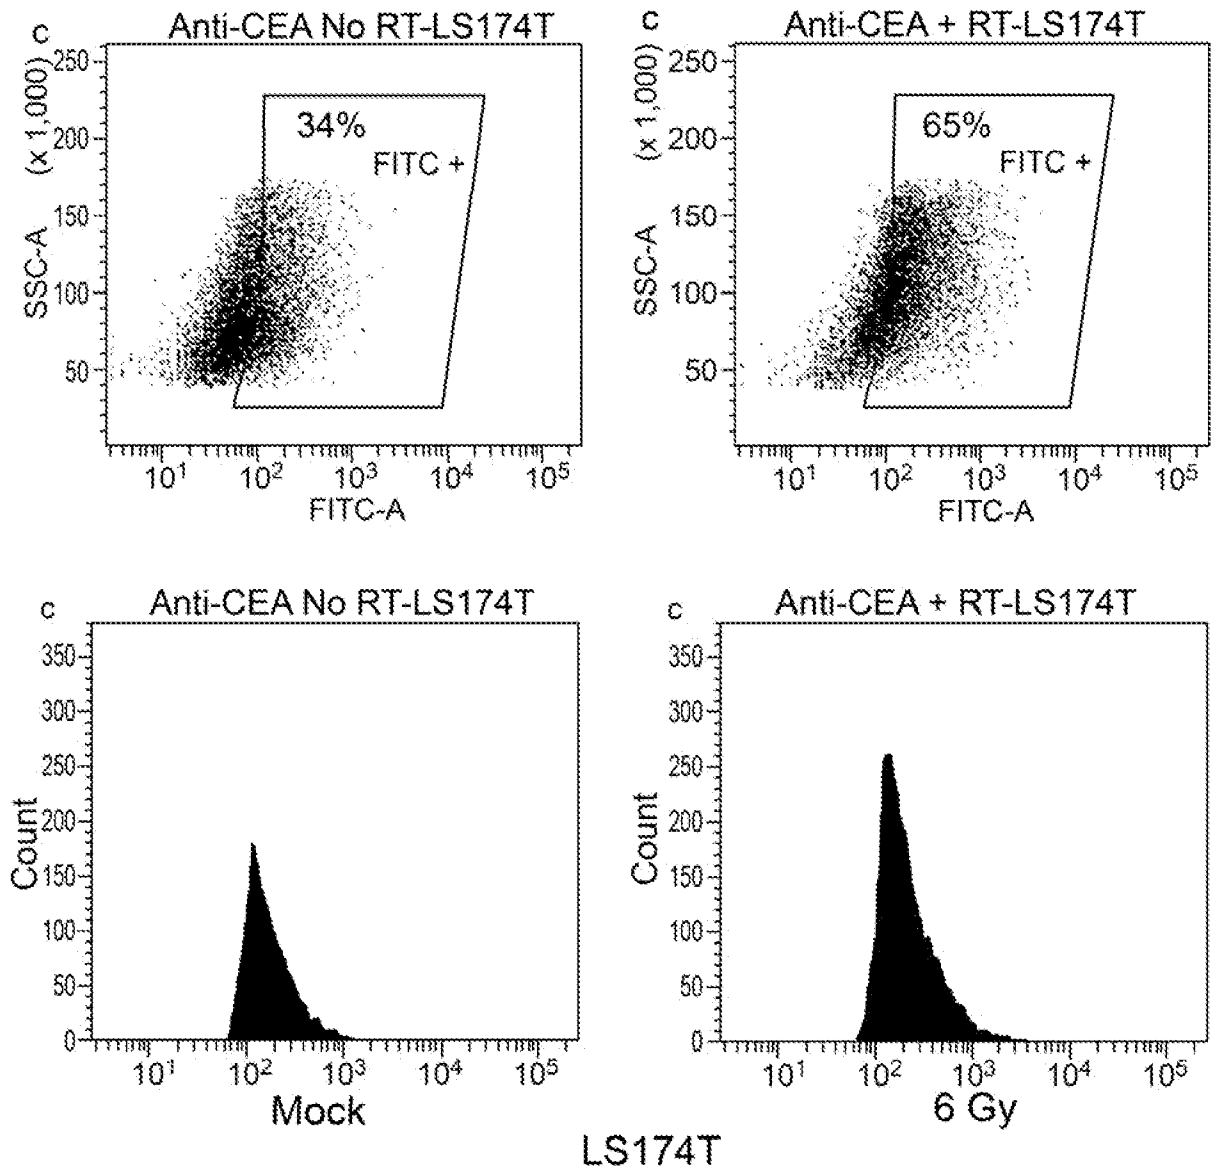 c Anti-CEA No RT-LS174T
(x 1,000)
SSC-A
250
200
150
100
50
34%
FITC +
10¹ 10² 10³ 10⁴ 10⁵
FITC-A
c Anti-CEA + RT-LS174T
(x 1,000)
SSC-A
250
200
150
100
50
65%
FITC +
10¹ 10² 10³ 10⁴ 10⁵
FITC-A
c Anti-CEA No RT-LS174T
Count
350
300
250
200
150
100
50
0
10¹ 10² 10³ 10⁴ 10⁵
Mock
c Anti-CEA + RT-LS174T
Count
350
300
250
200
150
100
50
0
10¹ 10² 10³ 10⁴ 10⁵
6 Gy
LS174T